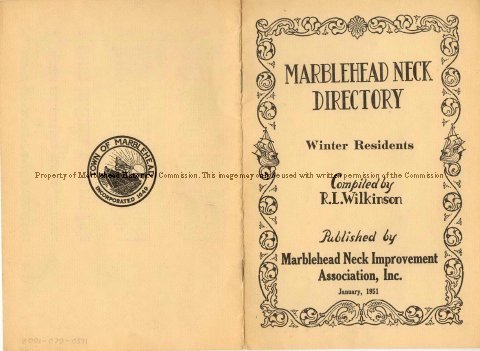 TOWN OF MARBLEHEAD
INCORPORATED 1649
Property of Marblehead Historical Commission. This image may only be used with written permission of the Commission
MARBLEHEAD NECK
DIRECTORY
Winter Residents
Compiled by
R.I.Wilkinson
Published by
Marblehead Neck Improvement
Association, Inc.
January, 1951